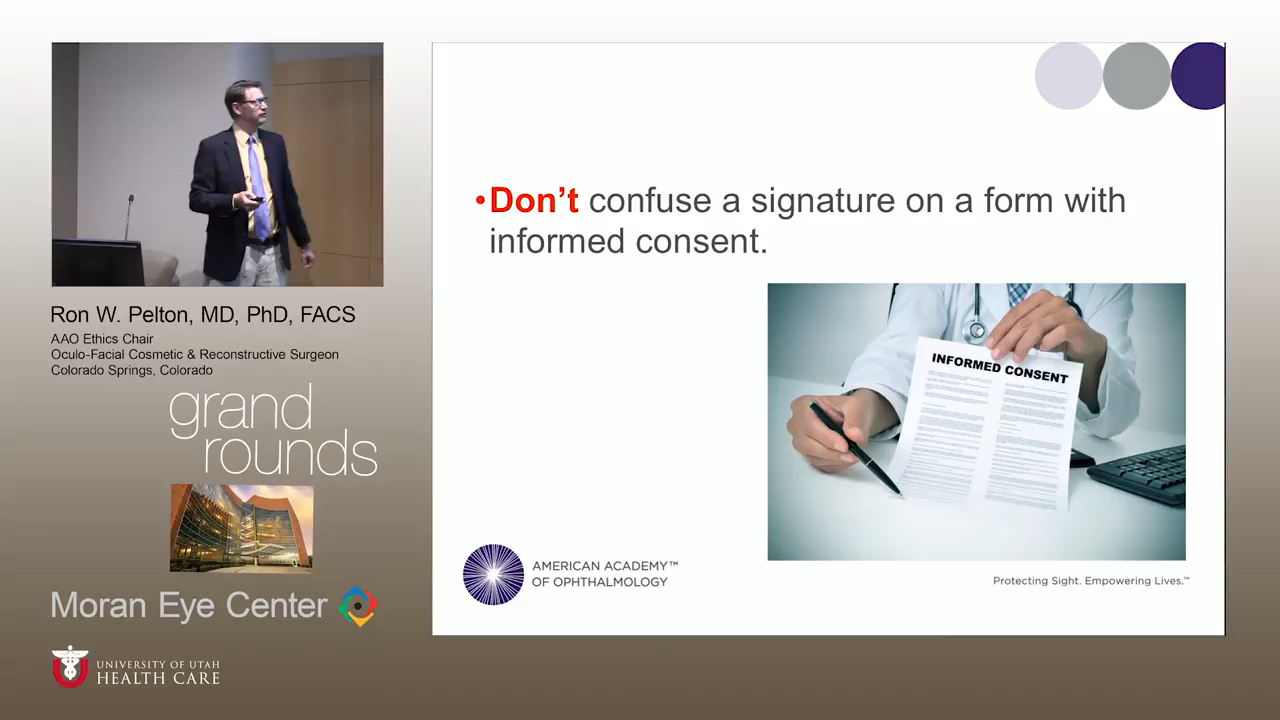 Ron W. Pelton, MD, PhD, FACS
AAO Ethics Chair
Oculo-Facial Cosmetic & Reconstructive Surgeon
Colorado Springs, Colorado
grand
rounds
Moran Eye Center
UNIVERSITY OF UTAH
HEALTH CARE
•Don't confuse a signature on a form with
informed consent.
INFORMED CONSENT
AMERICAN ACADEMY™
OF OPHTHALMOLOGY
Protecting Sight. Empowering Lives.™